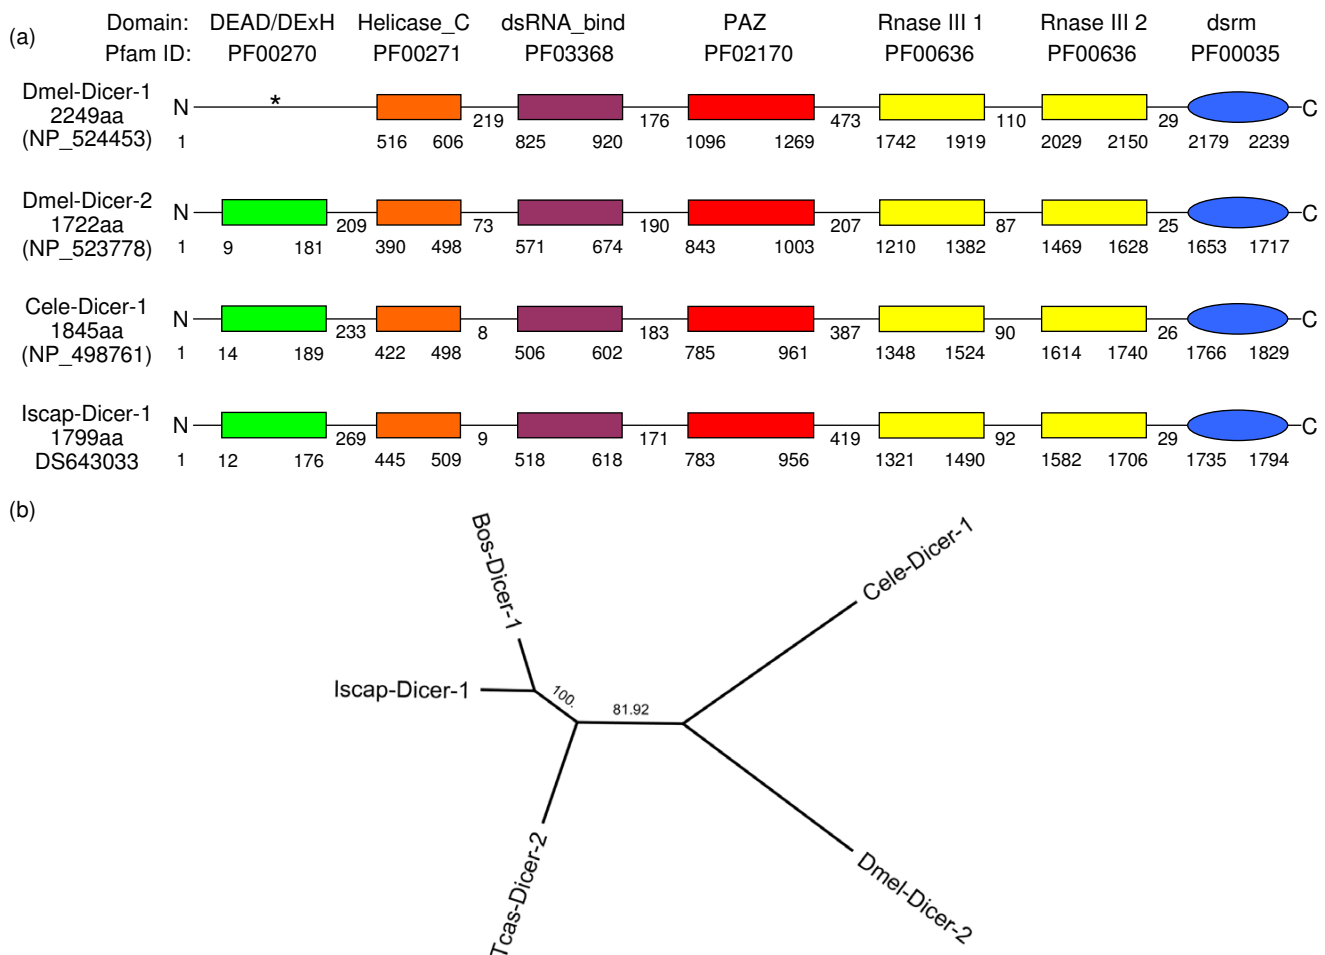 (a)
Domain: DEAD/DExH Helicase_C dsRNA_bind PAZ Rnase III 1 Rnase III 2 dsrm
Pfam ID: PF00270 PF00271 PF03368 PF02170 PF00636 PF00636 PF00035
Dmel-Dicer-1
2249aa
(NP_524453)
N * 219 176 473 110 29 C
1 516 606 825 920 1096 1269 1742 1919 2029 2150 2179 2239
Dmel-Dicer-2
1722aa
(NP_523778)
N 209 73 190 207 87 25 C
1 9 181 390 498 571 674 843 1003 1210 1382 1469 1628 1653 1717
Cele-Dicer-1
1845aa
(NP_498761)
N 233 8 183 387 90 26 C
1 14 189 422 498 506 602 785 961 1348 1524 1614 1740 1766 1829
Iscap-Dicer-1
1799aa
DS643033
N 269 9 171 419 92 29 C
1 12 176 445 509 518 618 783 956 1321 1490 1582 1706 1735 1794
(b)
Bos-Dicer-1
Cele-Dicer-1
Iscap-Dicer-1
100.
81.92
Tcas-Dicer-2
Dmel-Dicer-2